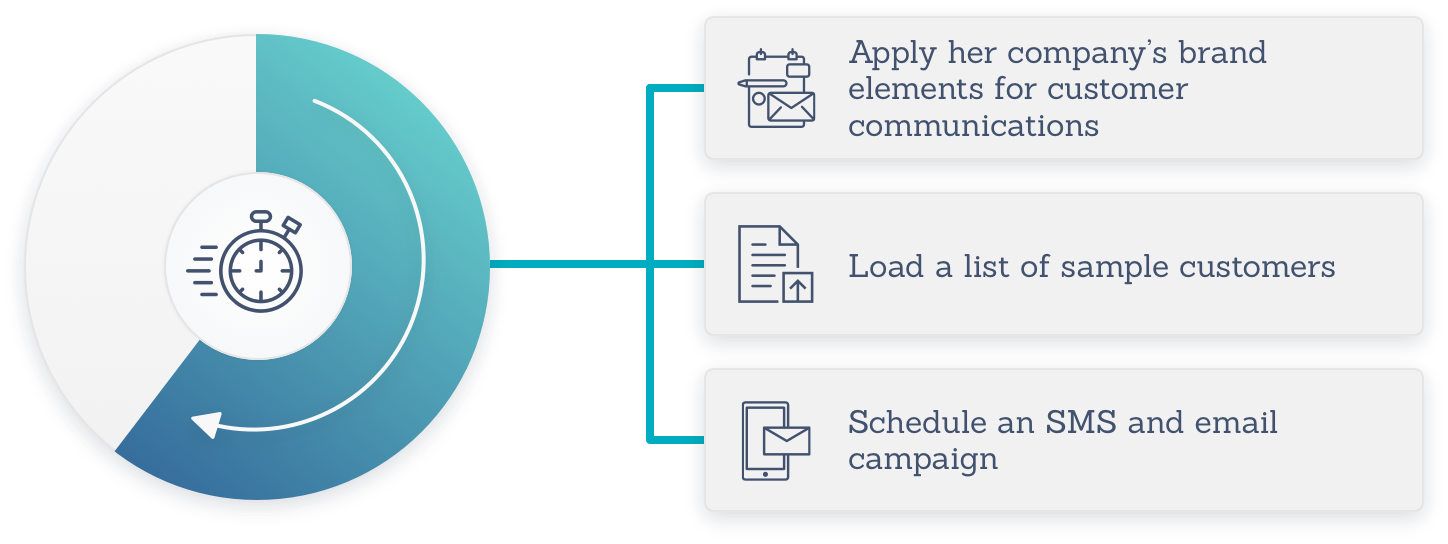 Apply her company’s brand
elements for customer
communications
Load a list of sample customers
Schedule an SMS and email
campaign